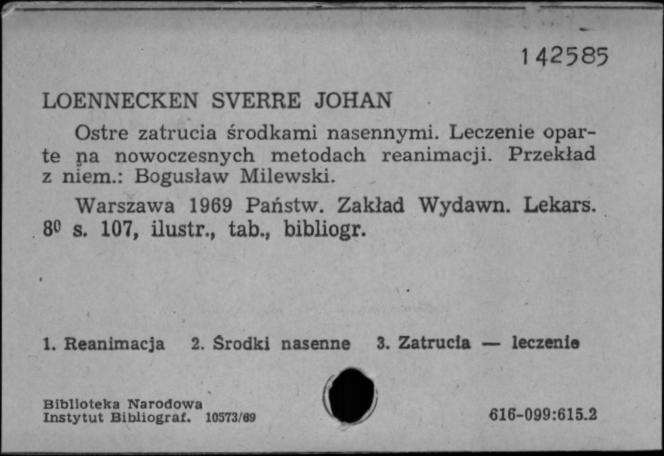 142585
LOENNECKEN SVERRE JOHAN
Ostre zatrucia środkami nasennymi. Leczenie opar-
te na nowoczesnych metodach reanimacji. Przekład
z niem.: Bogusław Milewski.
Warszawa 1969 Państw. Zakład Wydawn. Lekars.
8⁰ s. 107, ilustr., tab., bibliogr.
1. Reanimacja 2. Środki nasenne 3. Zatrucia — leczenie
Biblioteka Narodowa
Instytut Bibliograf. 10573/69
616-099:615.2